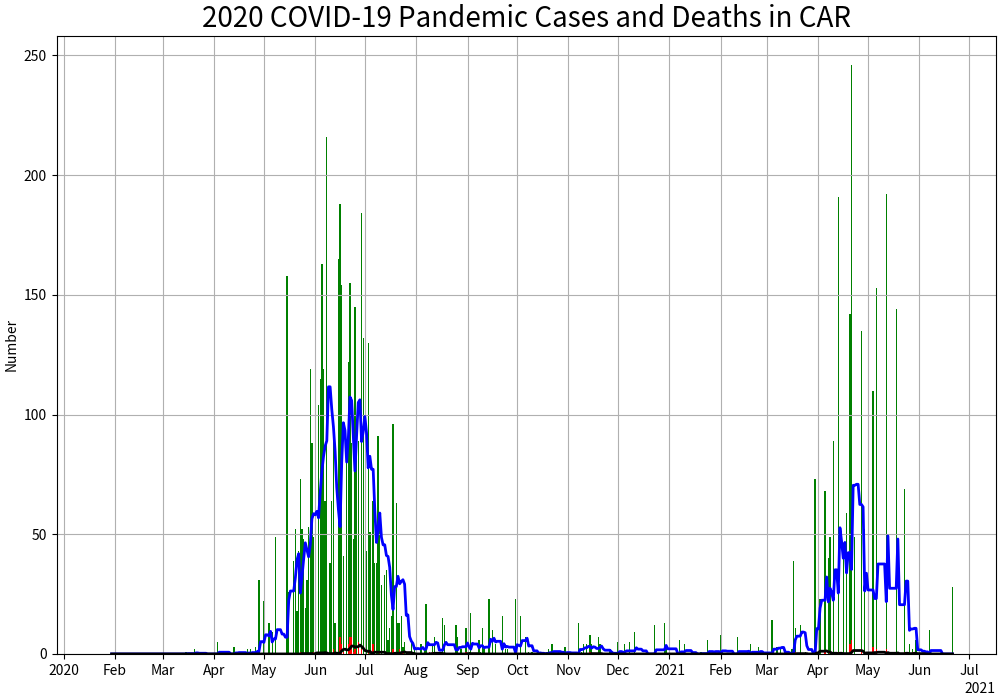 2020 COVID-19 Pandemic Cases and Deaths in CAR
Number
250
200
150
100
50
0
2020 Feb Mar Apr May Jun Jul Aug Sep Oct Nov Dec 2021 Feb Mar Apr May Jun Jul
2021